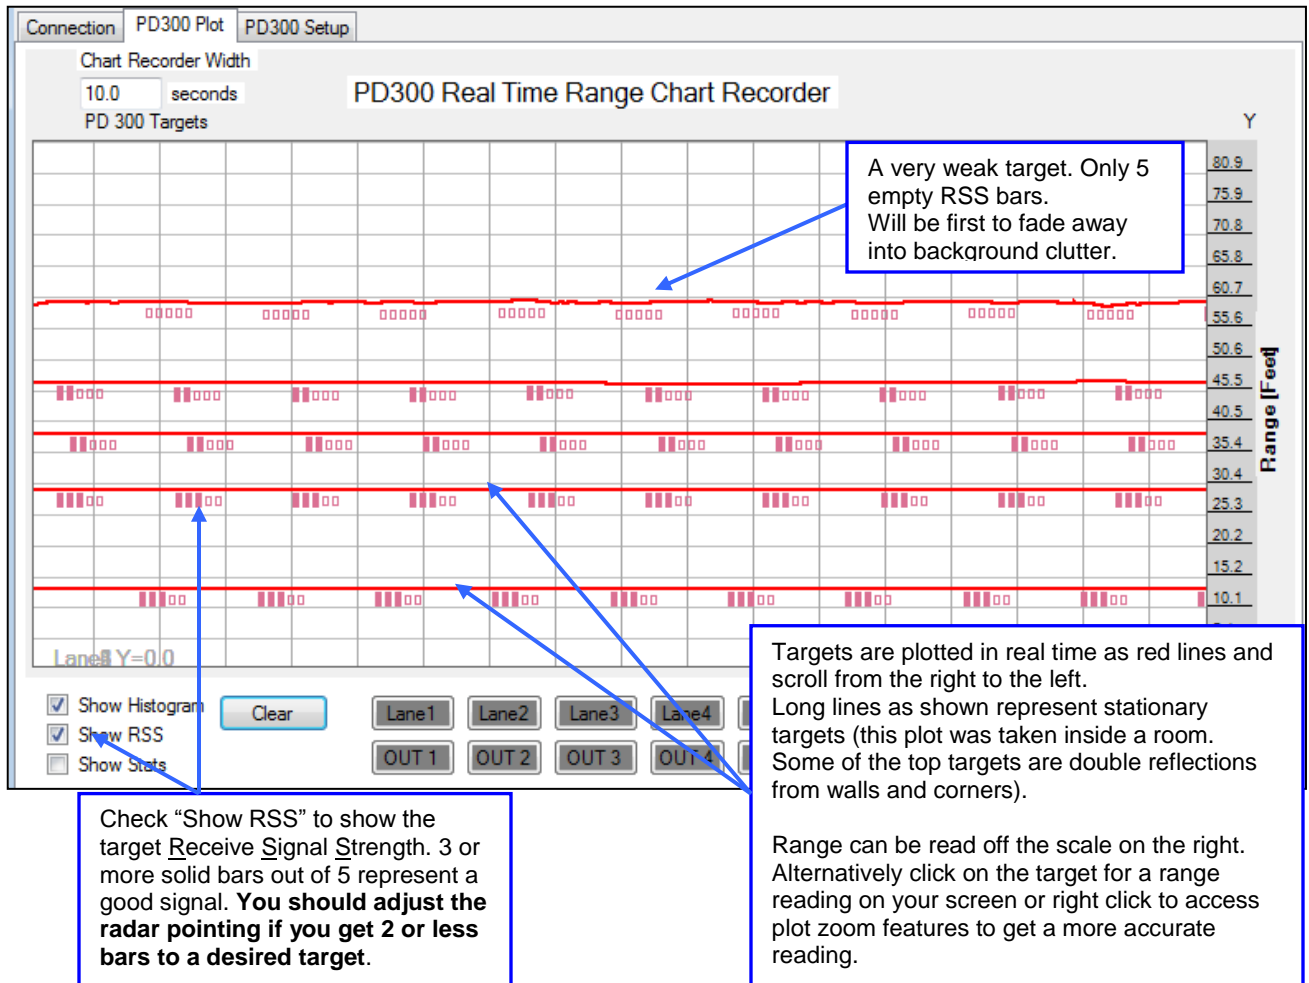 Connection PD300 Plot PD300 Setup
Chart Recorder Width
10.0 seconds
PD300 Real Time Range Chart Recorder
PD 300 Targets
Y
A very weak target. Only 5
empty RSS bars.
Will be first to fade away
into background clutter.
80.9
75.9
70.8
65.8
60.7
55.6
50.6
45.5
40.5
35.4
30.4
25.3
20.2
15.2
10.1
Range [Feet]
Y=0.0
Show Histogram
Show RSS
Show Stats
Clear
Lane1 Lane2 Lane3 Lane4
OUT 1 OUT 2 OUT 3 OUT 4
Targets are plotted in real time as red lines and
scroll from the right to the left.
Long lines as shown represent stationary
targets (this plot was taken inside a room.
Some of the top targets are double reflections
from walls and corners).
Range can be read off the scale on the right.
Alternatively click on the target for a range
reading on your screen or right click to access
plot zoom features to get a more accurate
reading.
Check “Show RSS” to show the
target Receive Signal Strength. 3 or
more solid bars out of 5 represent a
good signal. You should adjust the
radar pointing if you get 2 or less
bars to a desired target.